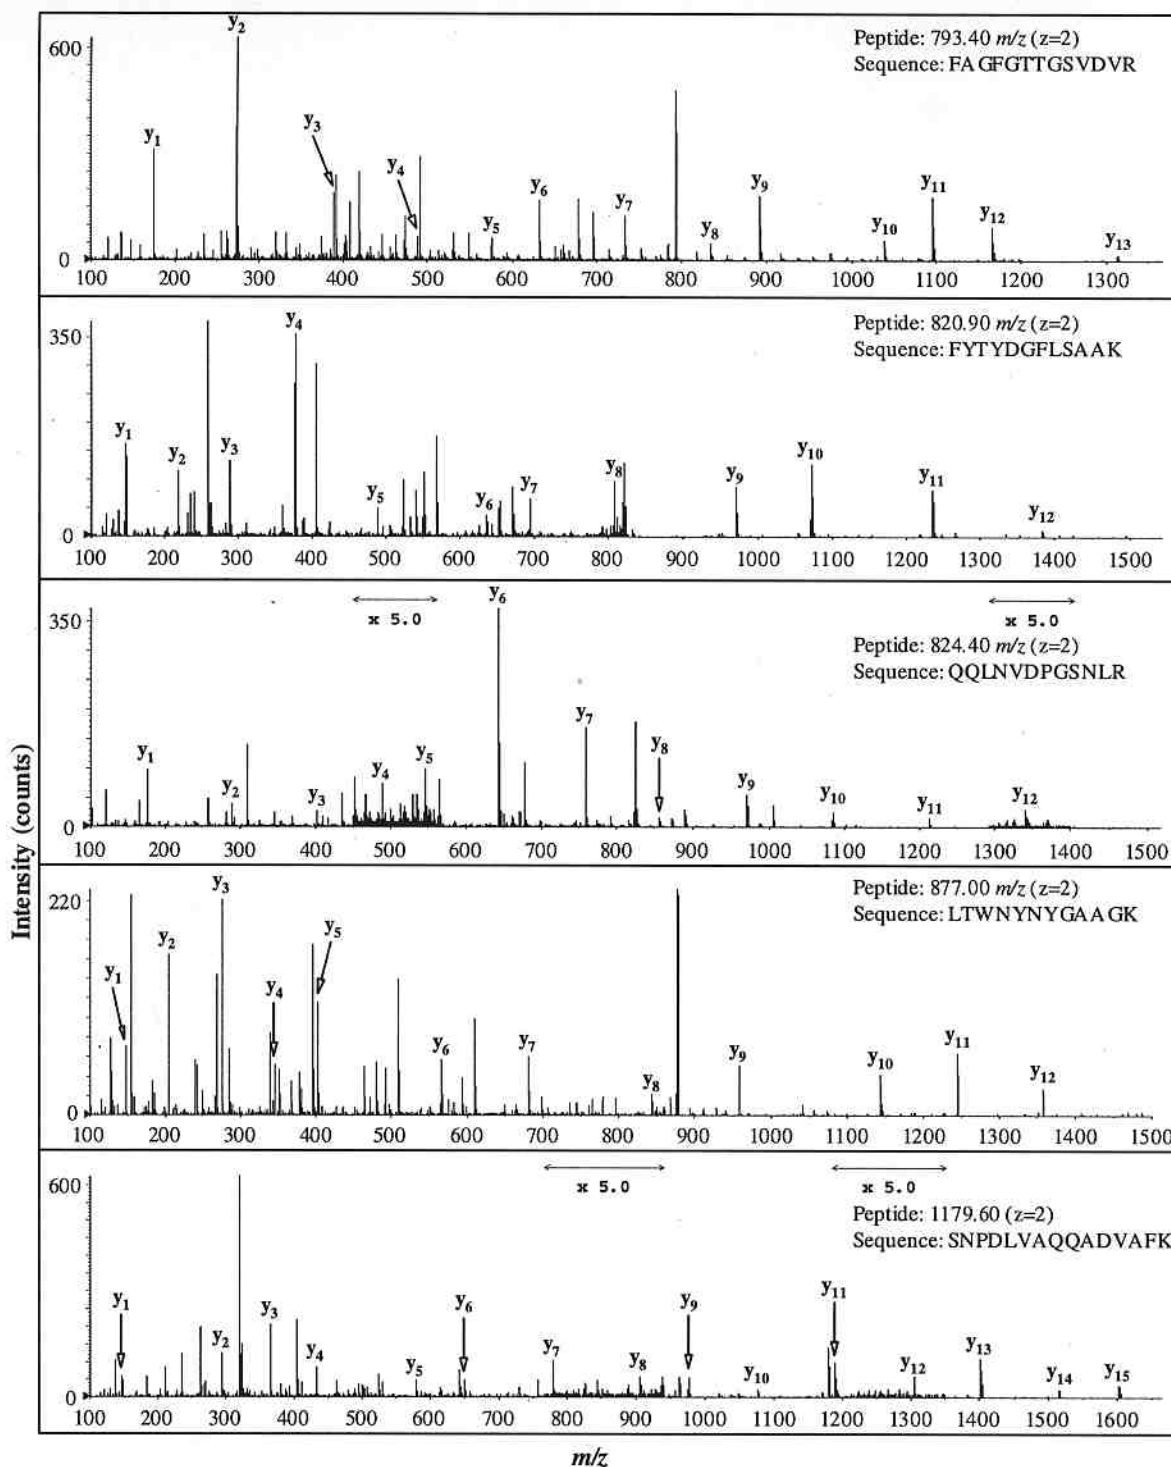 Intensity (counts)
Peptide: 793.40 m/z (z=2)
Sequence: FAGFGTTGSVDVR
600
0
y1 y2 y3 y4 y5 y6 y7 y8 y9 y10 y11 y12 y13
100 200 300 400 500 600 700 800 900 1000 1100 1200 1300
Peptide: 820.90 m/z (z=2)
Sequence: FYTYDGFLSAAK
350
0
y1 y2 y3 y4 y5 y6 y7 y8 y9 y10 y11 y12
100 200 300 400 500 600 700 800 900 1000 1100 1200 1300 1400 1500
x 5.0 x 5.0
Peptide: 824.40 m/z (z=2)
Sequence: QQLNVDPGSNLR
350
0
y1 y2 y3 y4 y5 y6 y7 y8 y9 y10 y11 y12
100 200 300 400 500 600 700 800 900 1000 1100 1200 1300 1400 1500
Peptide: 877.00 m/z (z=2)
Sequence: LTWNYNYGAAGK
220
0
y1 y2 y3 y4 y5 y6 y7 y8 y9 y10 y11 y12
100 200 300 400 500 600 700 800 900 1000 1100 1200 1300 1400 1500
x 5.0 x 5.0
Peptide: 1179.60 (z=2)
Sequence: SNPDLVAQQADVAFK
600
0
y1 y2 y3 y4 y5 y6 y7 y8 y9 y10 y11 y12 y13 y14 y15
100 200 300 400 500 600 700 800 900 1000 1100 1200 1300 1400 1500 1600
m/z